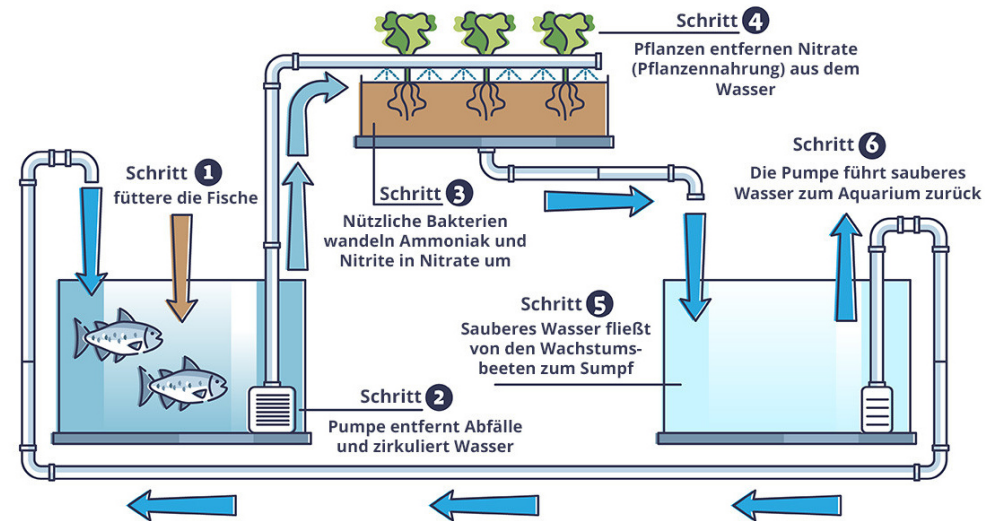 Schritt 1
füttere die Fische
Schritt 2
Pumpe entfernt Abfälle
und zirkuliert Wasser
Schritt 3
Nützliche Bakterien
wandeln Ammoniak und
Nitrite in Nitrate um
Schritt 4
Pflanzen entfernen Nitrate
(Pflanzennahrung) aus dem
Wasser
Schritt 5
Sauberes Wasser fließt
von den Wachstums-
beeten zum Sumpf
Schritt 6
Die Pumpe führt sauberes
Wasser zum Aquarium zurück